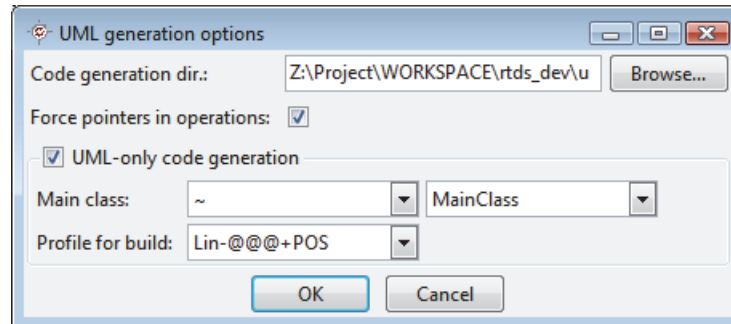 UML generation options
Code generation dir.: Z:\Project\WORKSPACE\rtds_dev\u Browse...
Force pointers in operations:
UML-only code generation
Main class: ~ MainClass
Profile for build: Lin-@@@+POS
OK Cancel